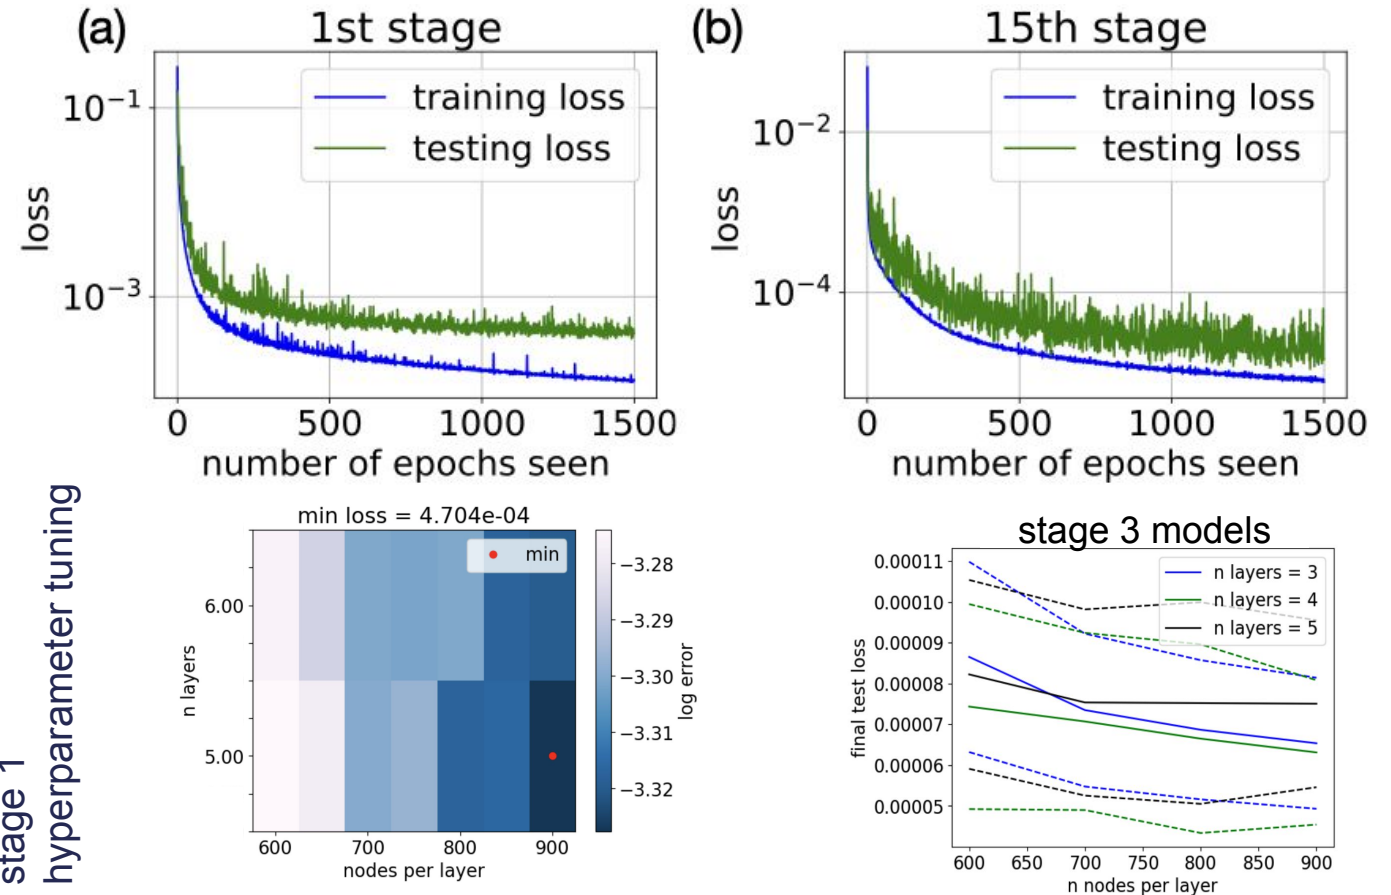 (a)
1st stage
training loss
testing loss
10⁻¹
10⁻³
loss
0
500
1000
1500
number of epochs seen
(b)
15th stage
training loss
testing loss
10⁻²
10⁻⁴
loss
0
500
1000
1500
number of epochs seen
stage 1
hyperparameter tuning
min loss = 4.704e-04
min
6.00
5.00
n layers
600
700
800
900
nodes per layer
−3.28
−3.29
−3.30
−3.31
−3.32
log error
stage 3 models
n layers = 3
n layers = 4
n layers = 5
0.00011
0.00010
0.00009
0.00008
0.00007
0.00006
0.00005
final test loss
600
650
700
750
800
850
900
n nodes per layer